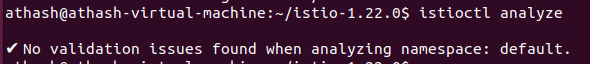 athash@athash-virtual-machine:~/istio-1.22.0$ istioctl analyze
✔ No validation issues found when analyzing namespace: default.